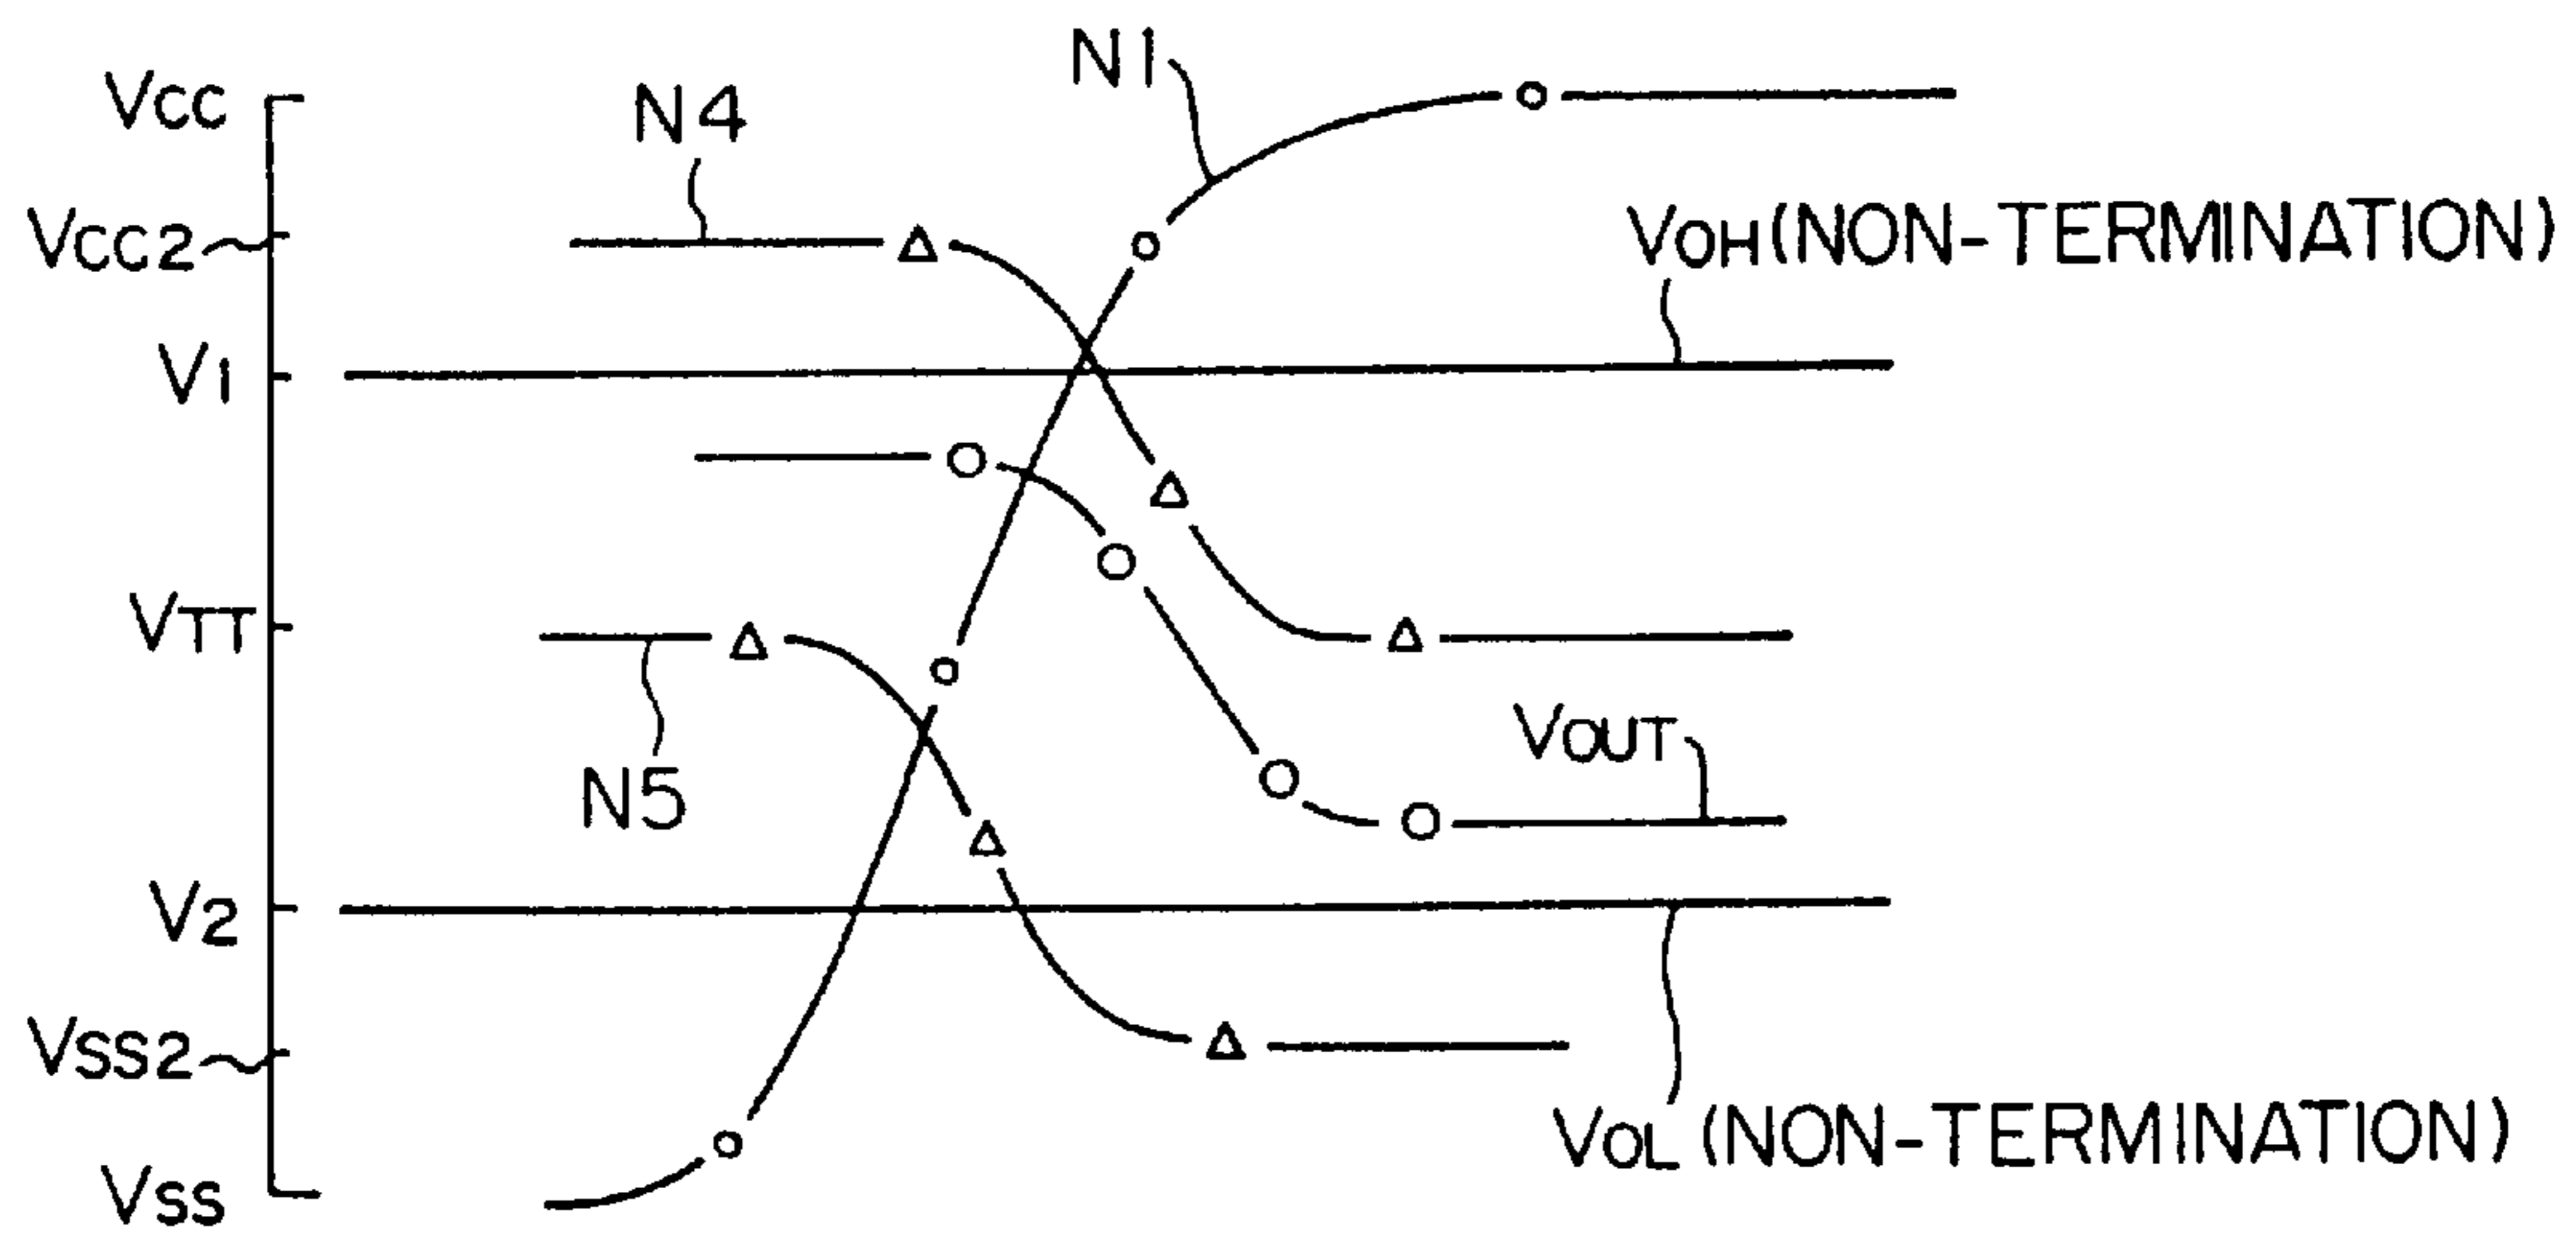 N1
VCC
N4
VCC2
VOH (NON-TERMINATION)
V1
VTT
VOUT
N5
V2
VSS2
VOL (NON-TERMINATION)
VSS